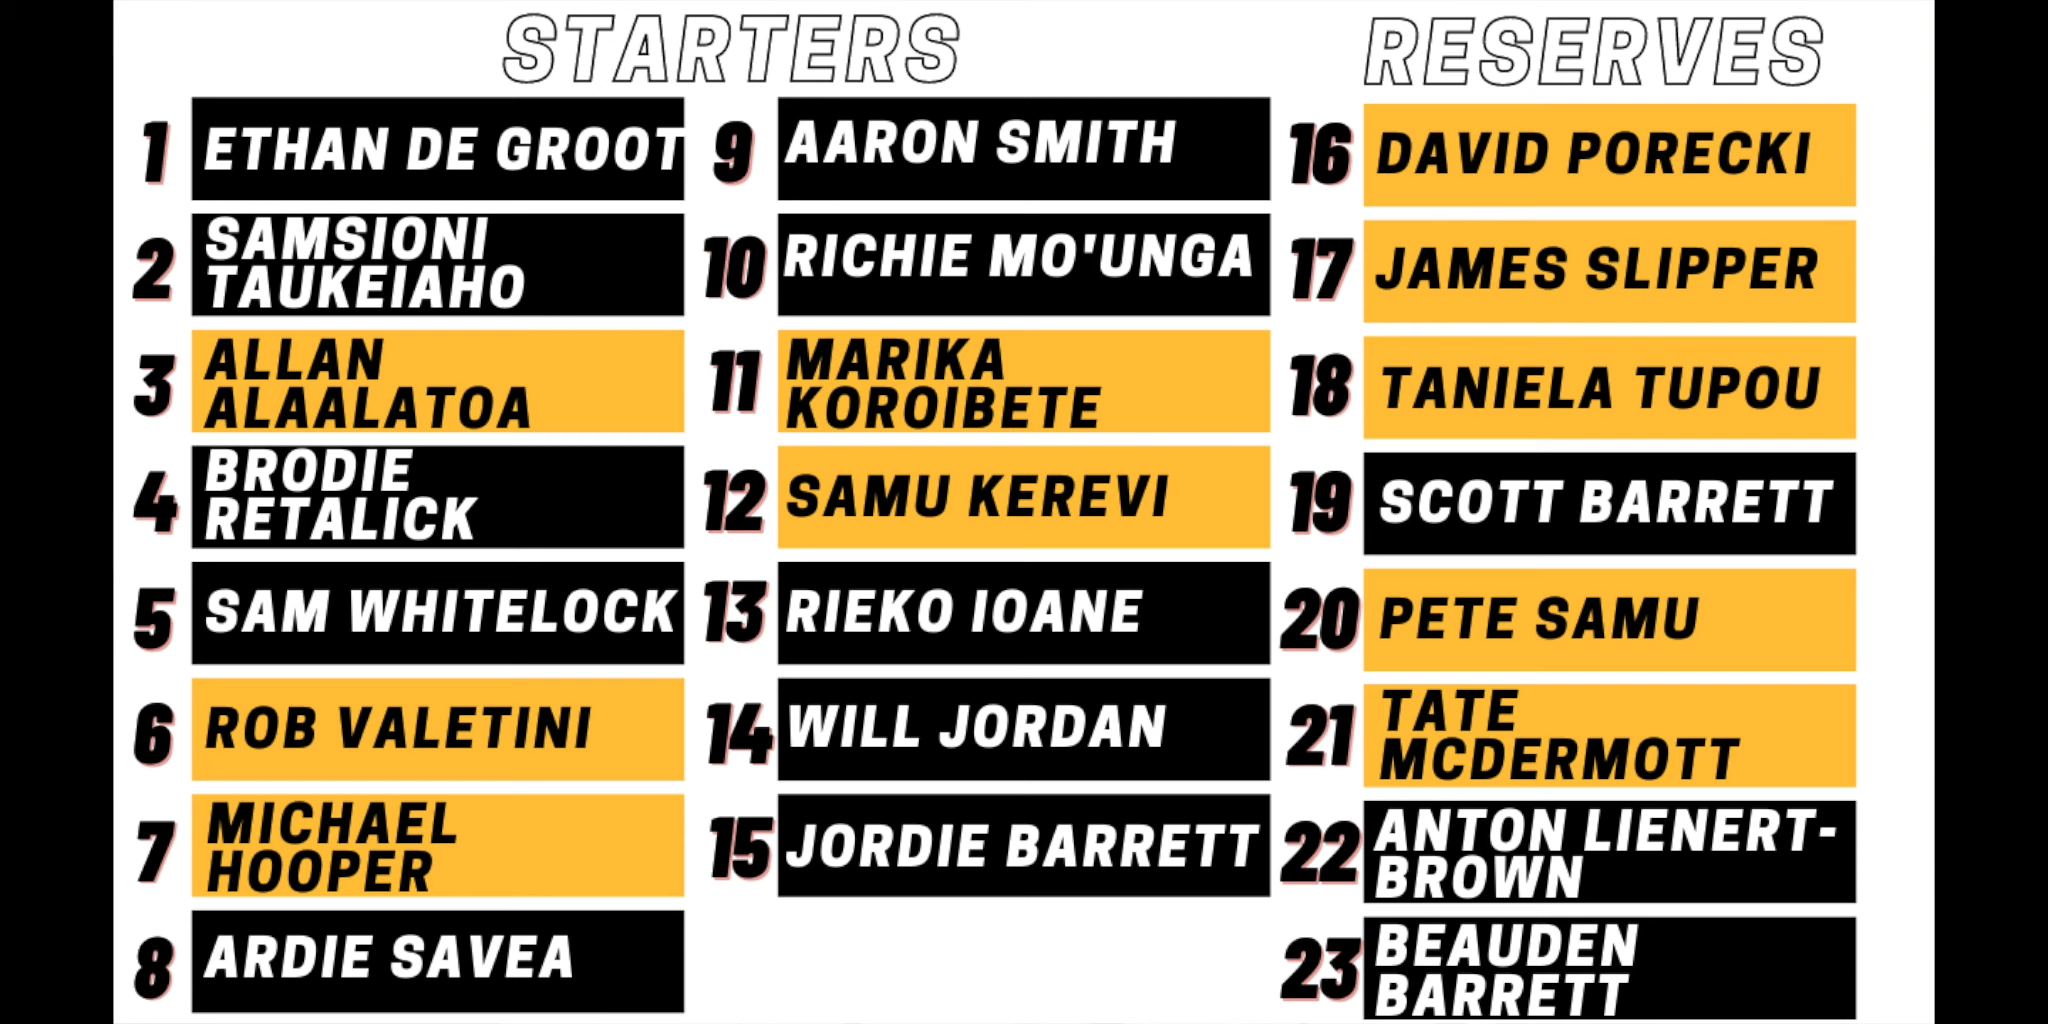 STARTERS
1
ETHAN DE GROOT
2
SAMSIONI
TAUKEIAHO
3
ALLAN
ALAALATOA
4
BRODIE
RETALICK
5
SAM WHITELOCK
6
ROB VALETINI
7
MICHAEL
HOOPER
8
ARDIE SAVEA
9
AARON SMITH
10
RICHIE MO'UNGA
11
MARIKA
KOROIBETE
12
SAMU KEREVI
13
RIEKO IOANE
14
WILL JORDAN
15
JORDIE BARRETT
RESERVES
16
DAVID PORECKI
17
JAMES SLIPPER
18
TANIELA TUPOU
19
SCOTT BARRETT
20
PETE SAMU
21
TATE
MCDERMOTT
22
ANTON LIENERT-
BROWN
23
BEAUDEN
BARRETT